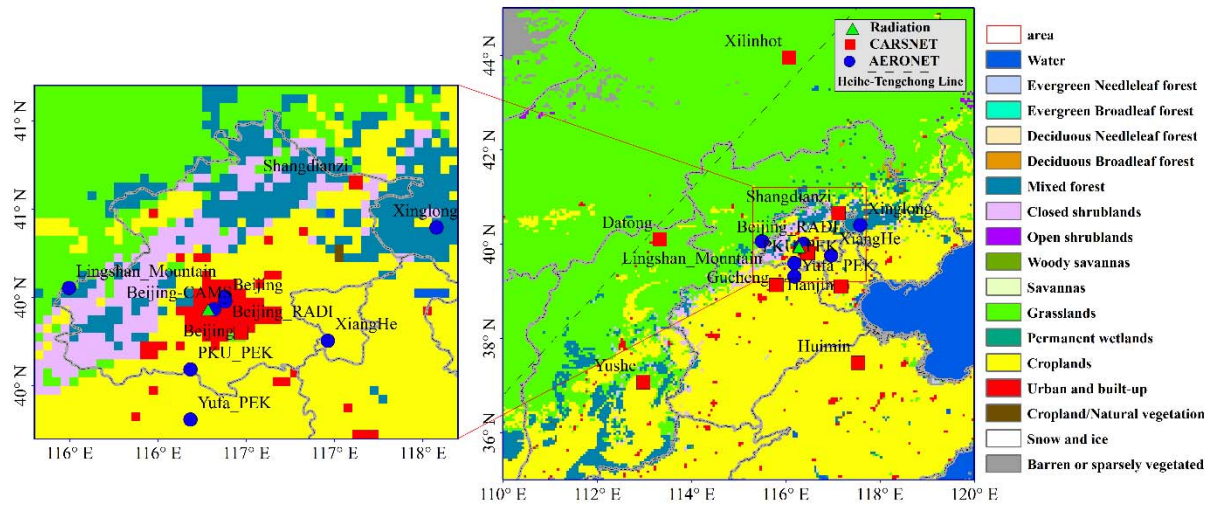 41° N
41° N
40° N
40° N
116° E
116° E
117° E
118° E
Shangdianzi
Xinglong
Lingshan_Mountain
Beijing-CAMS
Beijing
Beijing_RADI
Beijing
XiangHe
PKU_PEK
Yufa_PEK
44° N
42° N
40° N
38° N
36° N
110° E
112° E
114° E
116° E
118° E
120° E
Xilinhot
Radiation
CARSNET
AERONET
Heihe-Tengchong Line
Shangdianzi
Xinglong
Datong
Beijing_RADI
PKU_PEK
XiangHe
Lingshan_Mountain
Yufa_PEK
Gucheng
Tianjin
Huimin
Yushe
area
Water
Evergreen Needleleaf forest
Evergreen Broadleaf forest
Deciduous Needleleaf forest
Deciduous Broadleaf forest
Mixed forest
Closed shrublands
Open shrublands
Woody savannas
Savannas
Grasslands
Permanent wetlands
Croplands
Urban and built-up
Cropland/Natural vegetation
Snow and ice
Barren or sparsely vegetated